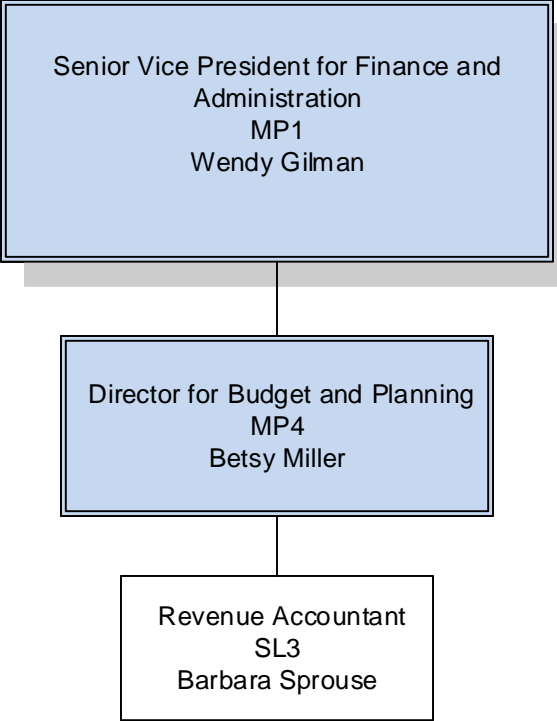 Senior Vice President for Finance and
Administration
MP1
Wendy Gilman
Director for Budget and Planning
MP4
Betsy Miller
Revenue Accountant
SL3
Barbara Sprouse